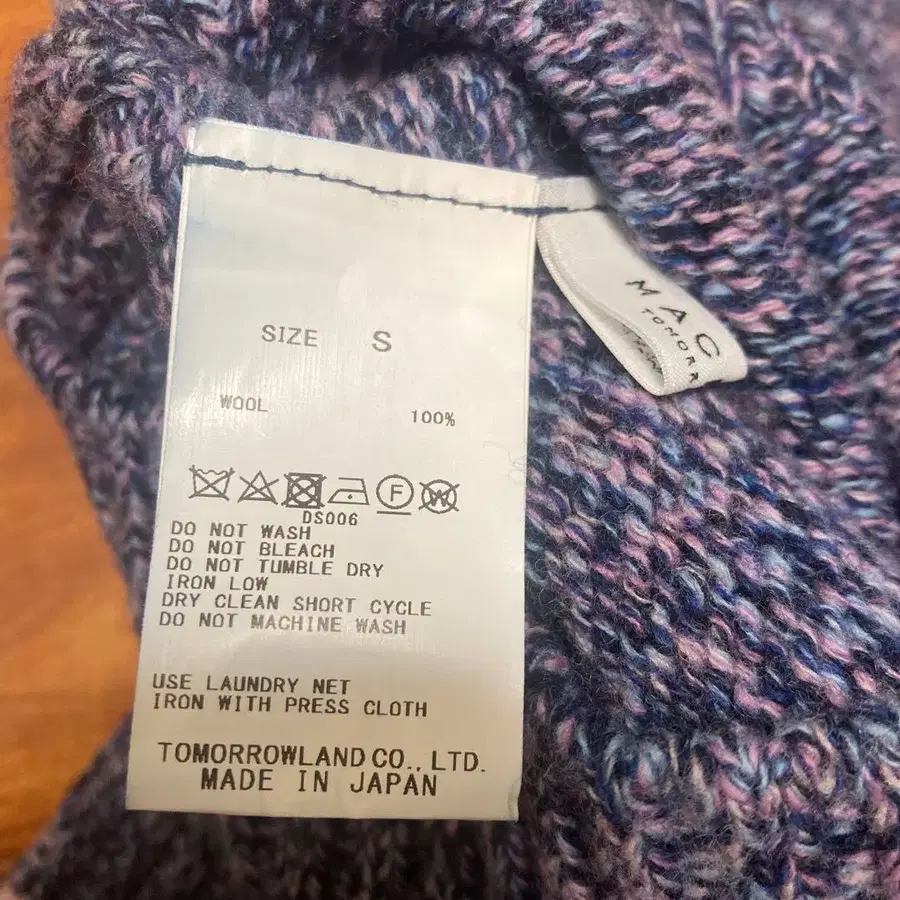 SIZE S
WOOL 100%
F W
DS006
DO NOT WASH
DO NOT BLEACH
DO NOT TUMBLE DRY
IRON LOW
DRY CLEAN SHORT CYCLE
DO NOT MACHINE WASH
USE LAUNDRY NET
IRON WITH PRESS CLOTH
TOMORROWLAND CO., LTD.
MADE IN JAPAN
MAC
TOMORR